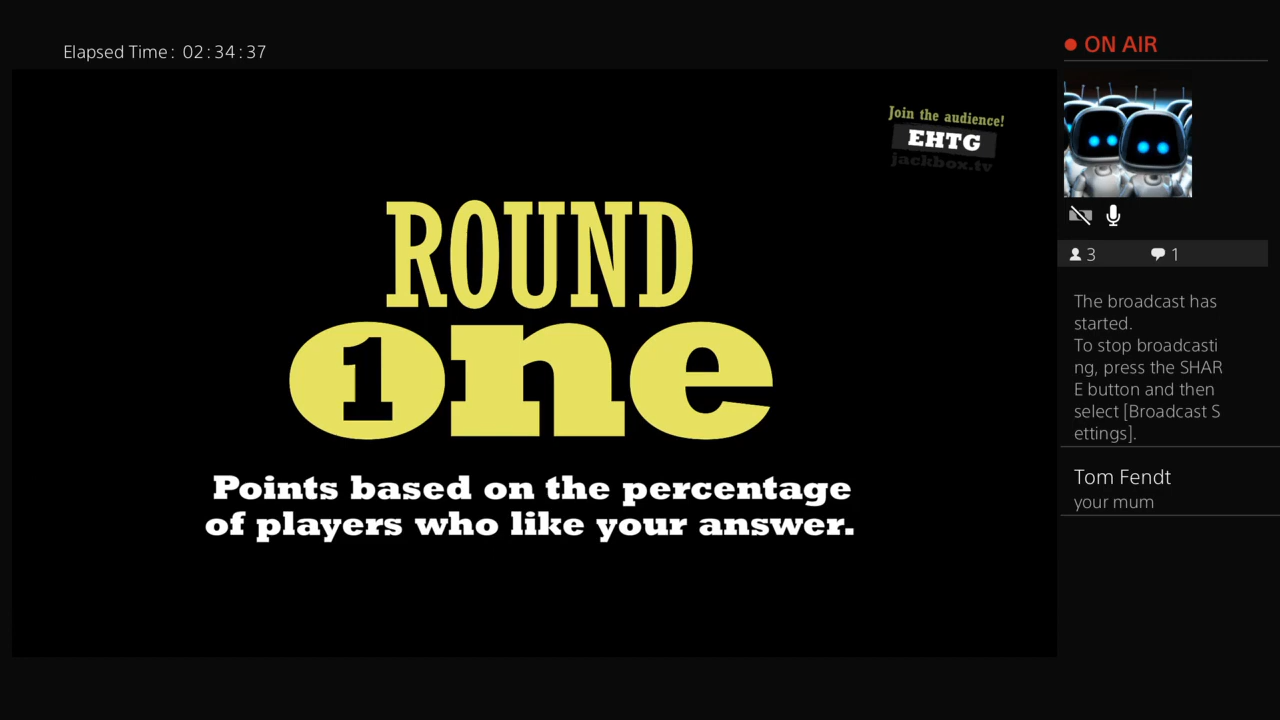 Elapsed Time: 02:34:37
ON AIR
Join the audience!
EHTG
jackbox.tv
ROUND
one
1
Points based on the percentage
of players who like your answer.
3 1
The broadcast has
started.
To stop broadcasti
ng, press the SHAR
E button and then
select [Broadcast S
ettings].
Tom Fendt
your mum